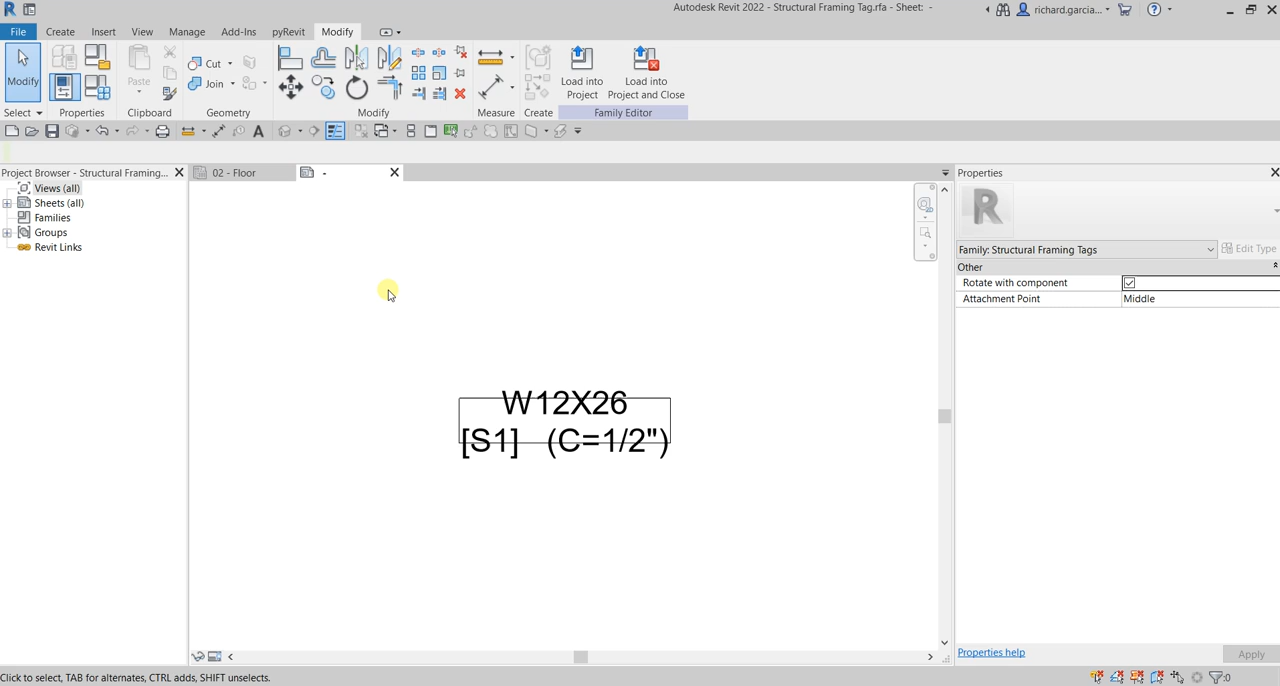 Autodesk Revit 2022 - Structural Framing Tag.rfa - Sheet:  -
richard.garcia...
File
Create
Insert
View
Manage
Add-Ins
pyRevit
Modify
Modify
Paste
Cut
Join
Load into
Project
Load into
Project and Close
Select
Properties
Clipboard
Geometry
Modify
Measure
Create
Family Editor
Project Browser - Structural Framing...
Views (all)
Sheets (all)
Families
Groups
Revit Links
02 - Floor
-
W12X26
[S1] (C=1/2")
Properties
Family: Structural Framing Tags
Edit Type
Other
Rotate with component
Attachment Point
Middle
Properties help
Apply
Click to select, TAB for alternates, CTRL adds, SHIFT unselects.
:0